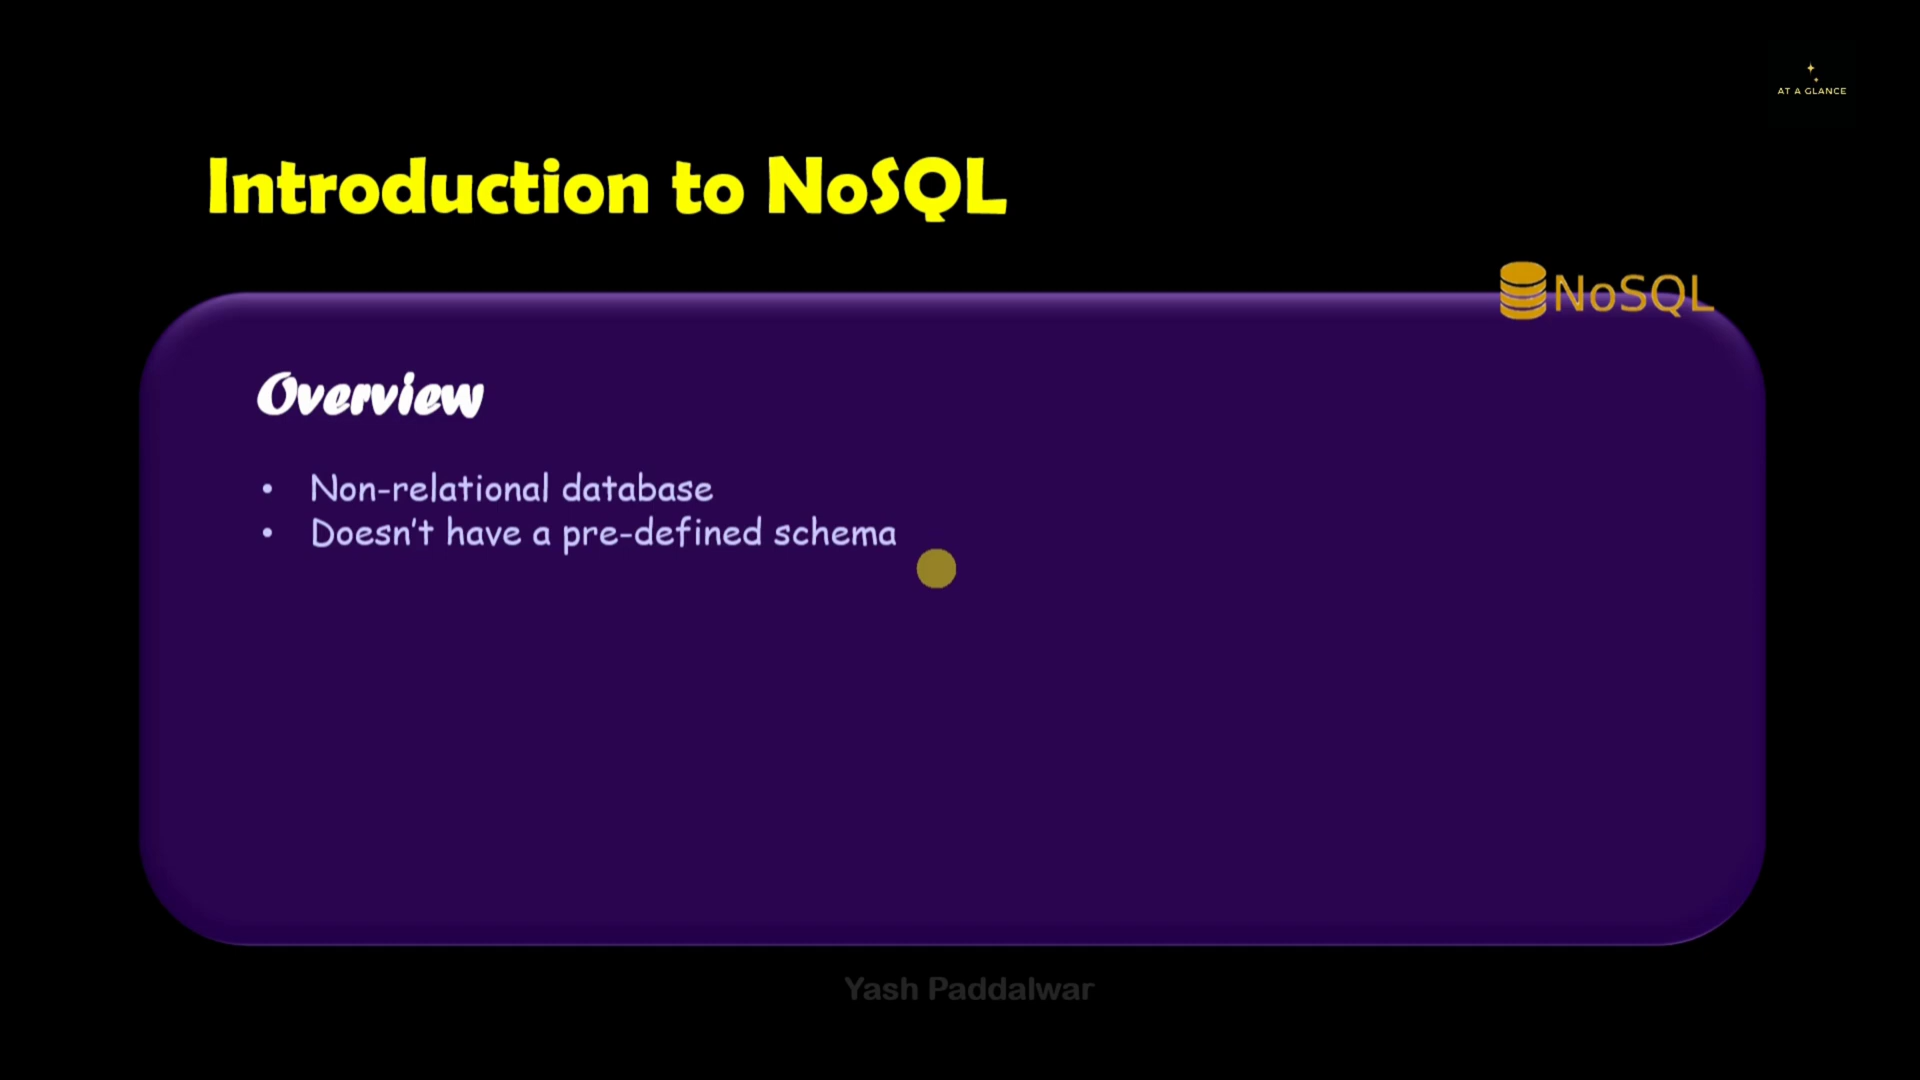 AT A GLANCE
Introduction to NoSQL
NoSQL
Overview
• Non-relational database
• Doesn't have a pre-defined schema
Yash Paddalwar